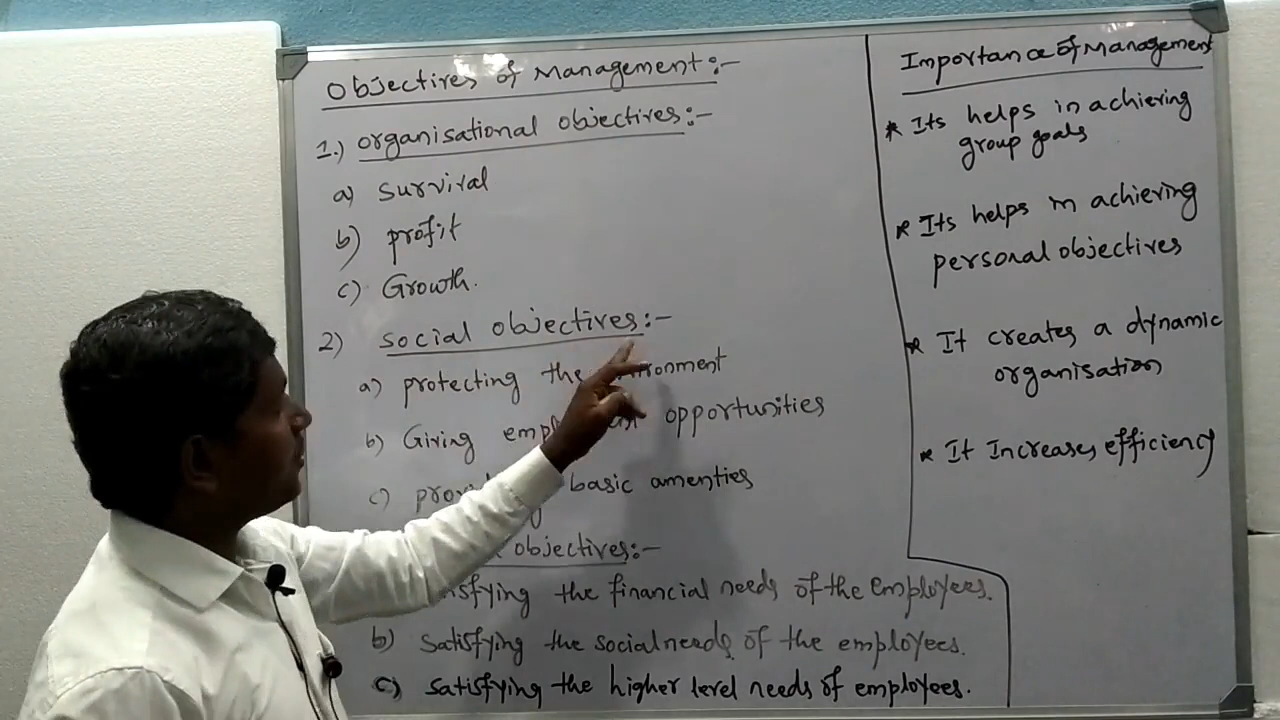 Objectives of Management:-
1.) organisational objectives:-
a) survival
b) profit
c) Growth.
2) social objectives:-
a) protecting the
b) Giving opportunities
c) basic amenties
objectives:-
the financial needs of the employees.
b) satisfying the social needs of the employees.
c) satisfying the higher level needs of employees.
Importance of Management
* Its helps in achieving
group goals
* Its helps in achieving
personal objectives
* It creates a dynamic
organisation
* It Increases efficiency